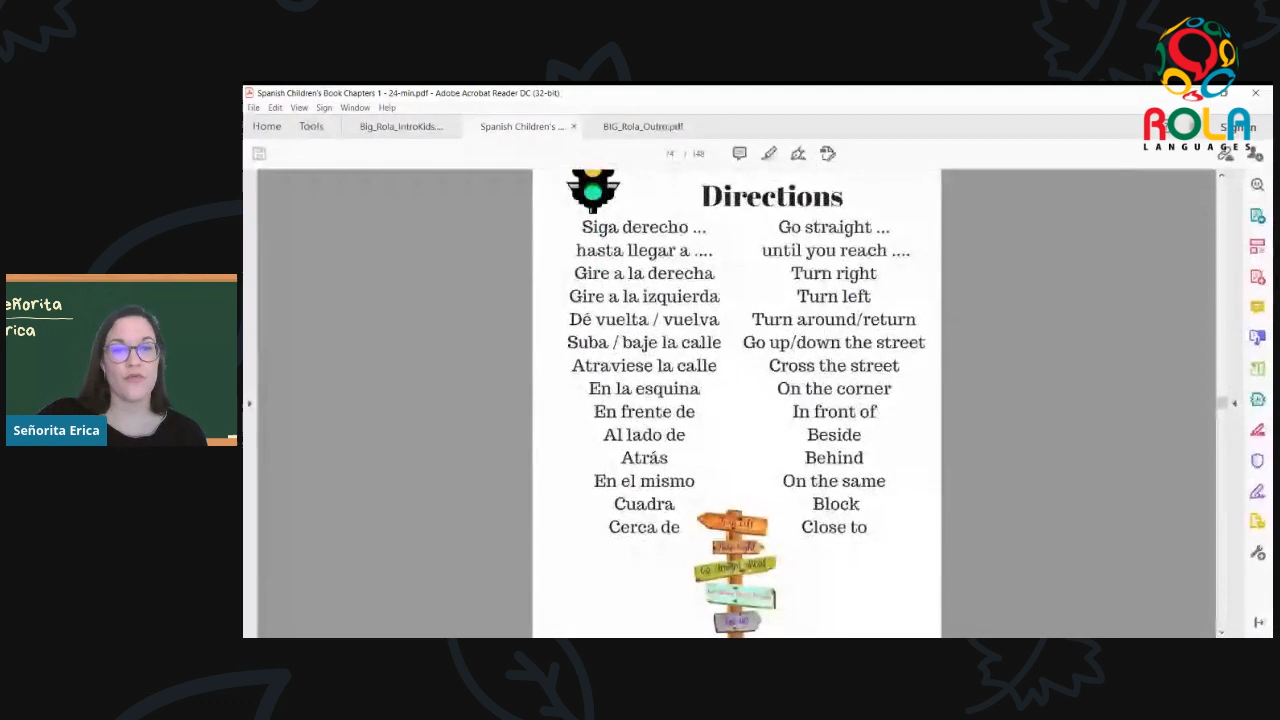 ROLA
LANGUAGES
Spanish Children's Book Chapters 1 - 24-min.pdf - Adobe Acrobat Reader DC (32-bit)
File Edit View Sign Window Help
Home Tools Big_Rola_IntroKids.... Spanish Children's ... BIG_Rola_Outro.pdf Sign
/ 148
Directions
Siga derecho ... Go straight ...
hasta llegar a .... until you reach ....
Gire a la derecha Turn right
Gire a la izquierda Turn left
Dé vuelta / vuelva Turn around/return
Suba / baje la calle Go up/down the street
Atraviese la calle Cross the street
En la esquina On the corner
En frente de In front of
Al lado de Beside
Atrás Behind
En el mismo On the same
Cuadra Block
Cerca de Close to
eñorita
rica
Señorita Erica